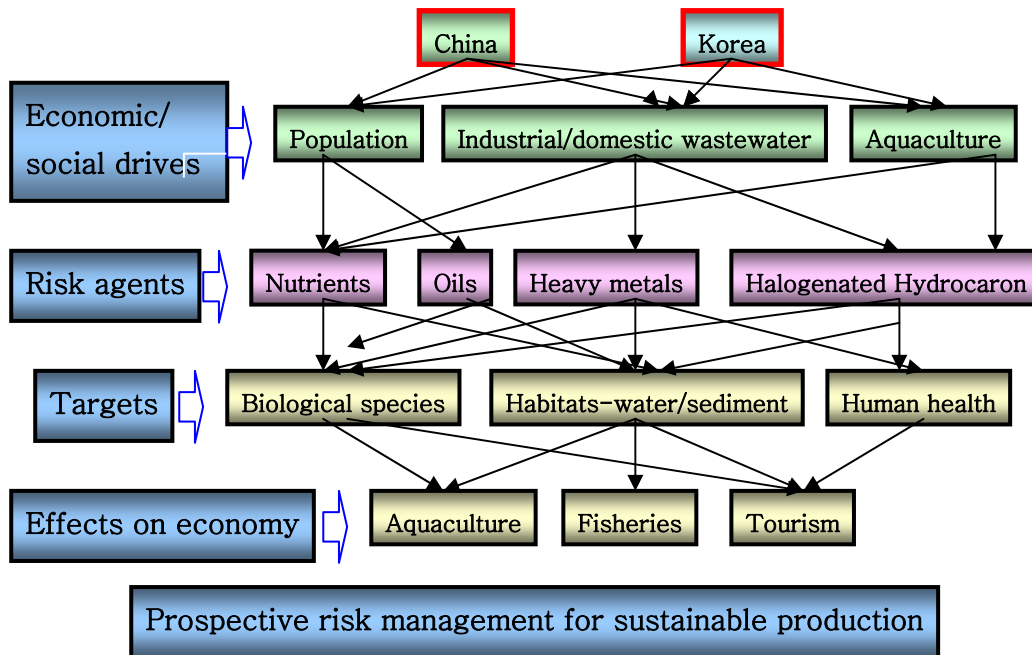 China
Korea
Economic/
social drives
Population
Industrial/domestic wastewater
Aquaculture
Risk agents
Nutrients
Oils
Heavy metals
Halogenated Hydrocaron
Targets
Biological species
Habitats-water/sediment
Human health
Effects on economy
Aquaculture
Fisheries
Tourism
Prospective risk management for sustainable production